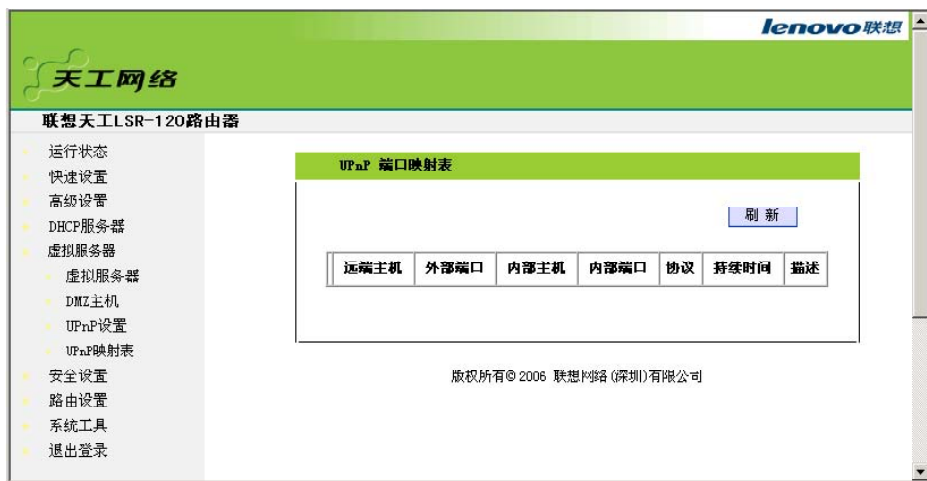 lenovo联想
天工网络
联想天工LSR-120路由器
运行状态
快速设置
高级设置
DHCP服务器
虚拟服务器
虚拟服务器
DMZ主机
UPnP设置
UPnP映射表
安全设置
路由设置
系统工具
退出登录
UPnP 端口映射表
刷 新
远端主机 外部端口 内部主机 内部端口 协议 持续时间 描述
版权所有© 2006 联想网络(深圳)有限公司